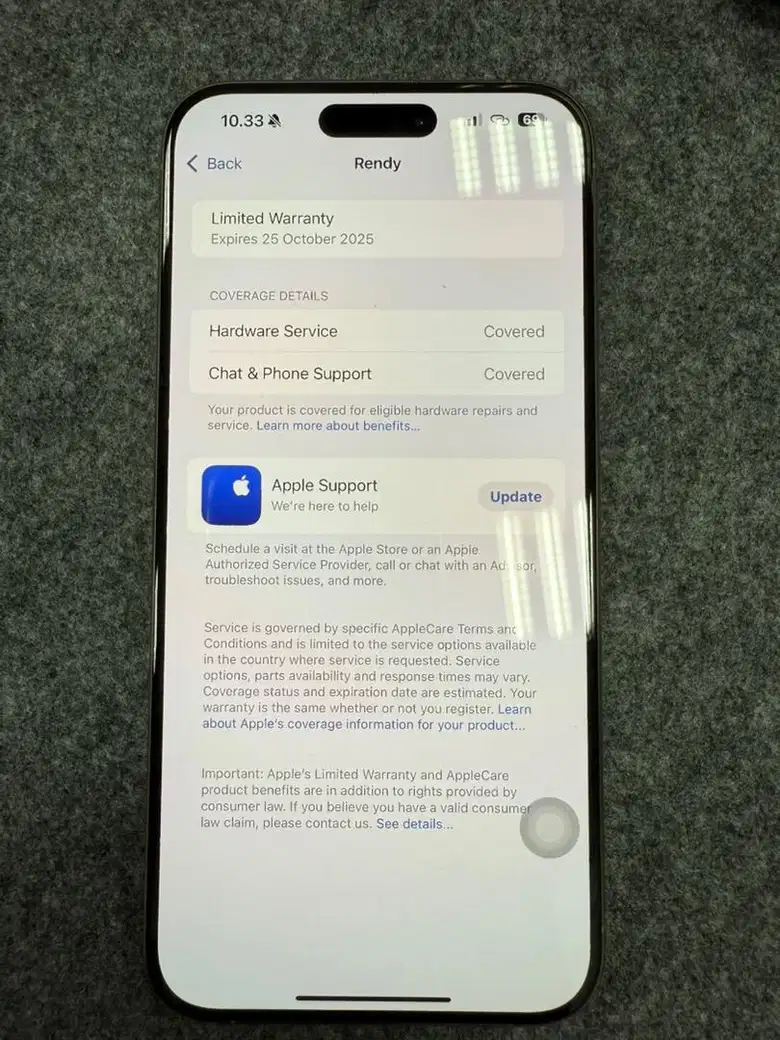 10.33
69
Back
Rendy
Limited Warranty
Expires 25 October 2025
COVERAGE DETAILS
Hardware Service
Covered
Chat & Phone Support
Covered
Your product is covered for eligible hardware repairs and
service. Learn more about benefits...
Apple Support
We're here to help
Update
Schedule a visit at the Apple Store or an Apple
Authorized Service Provider, call or chat with an Advisor,
troubleshoot issues, and more.
Service is governed by specific AppleCare Terms and
Conditions and is limited to the service options available
in the country where service is requested. Service
options, parts availability and response times may vary.
Coverage status and expiration date are estimated. Your
warranty is the same whether or not you register. Learn
about Apple's coverage information for your product...
Important: Apple's Limited Warranty and AppleCare
product benefits are in addition to rights provided by
consumer law. If you believe you have a valid consumer
law claim, please contact us. See details...